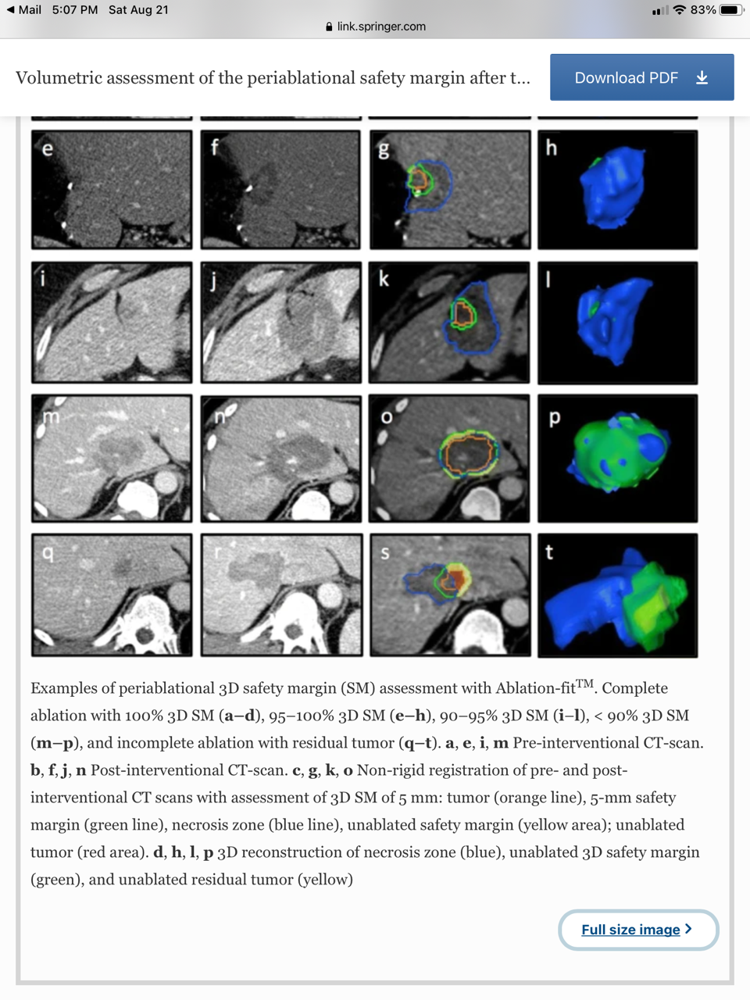 Mail 5:07 PM Sat Aug 21 83%
link.springer.com
Volumetric assessment of the periablational safety margin after t...
Download PDF
e f g h
i j k l
m n o p
q r s t
Examples of periablational 3D safety margin (SM) assessment with Ablation-fit™. Complete
ablation with 100% 3D SM (a–d), 95–100% 3D SM (e–h), 90–95% 3D SM (i–l), < 90% 3D SM
(m–p), and incomplete ablation with residual tumor (q–t). a, e, i, m Pre-interventional CT-scan.
b, f, j, n Post-interventional CT-scan. c, g, k, o Non-rigid registration of pre- and post-
interventional CT scans with assessment of 3D SM of 5 mm: tumor (orange line), 5-mm safety
margin (green line), necrosis zone (blue line), unablated safety margin (yellow area); unablated
tumor (red area). d, h, l, p 3D reconstruction of necrosis zone (blue), unablated 3D safety margin
(green), and unablated residual tumor (yellow)
Full size image